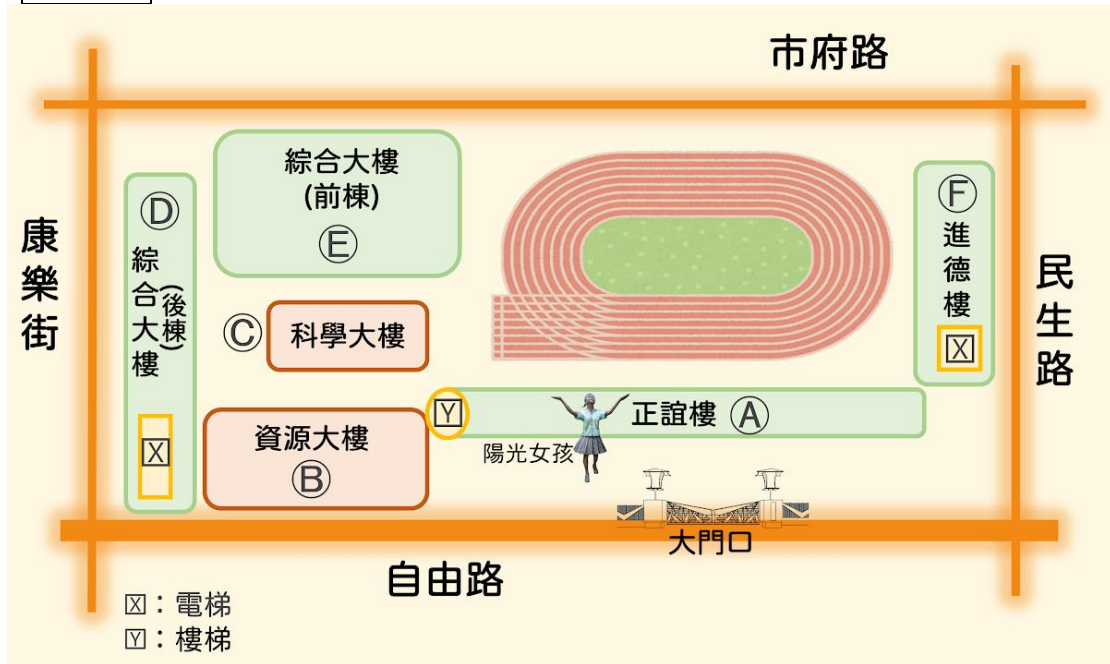 市府路
康樂街
民生路
綜合大樓
(前棟)
Ⓔ
Ⓓ
綜合大樓
(後棟)
Ⓕ
進德樓
Ⓒ
科學大樓
資源大樓
Ⓑ
正誼樓 Ⓐ
陽光女孩
大門口
自由路
X
Y
X
X：電梯
Y：樓梯